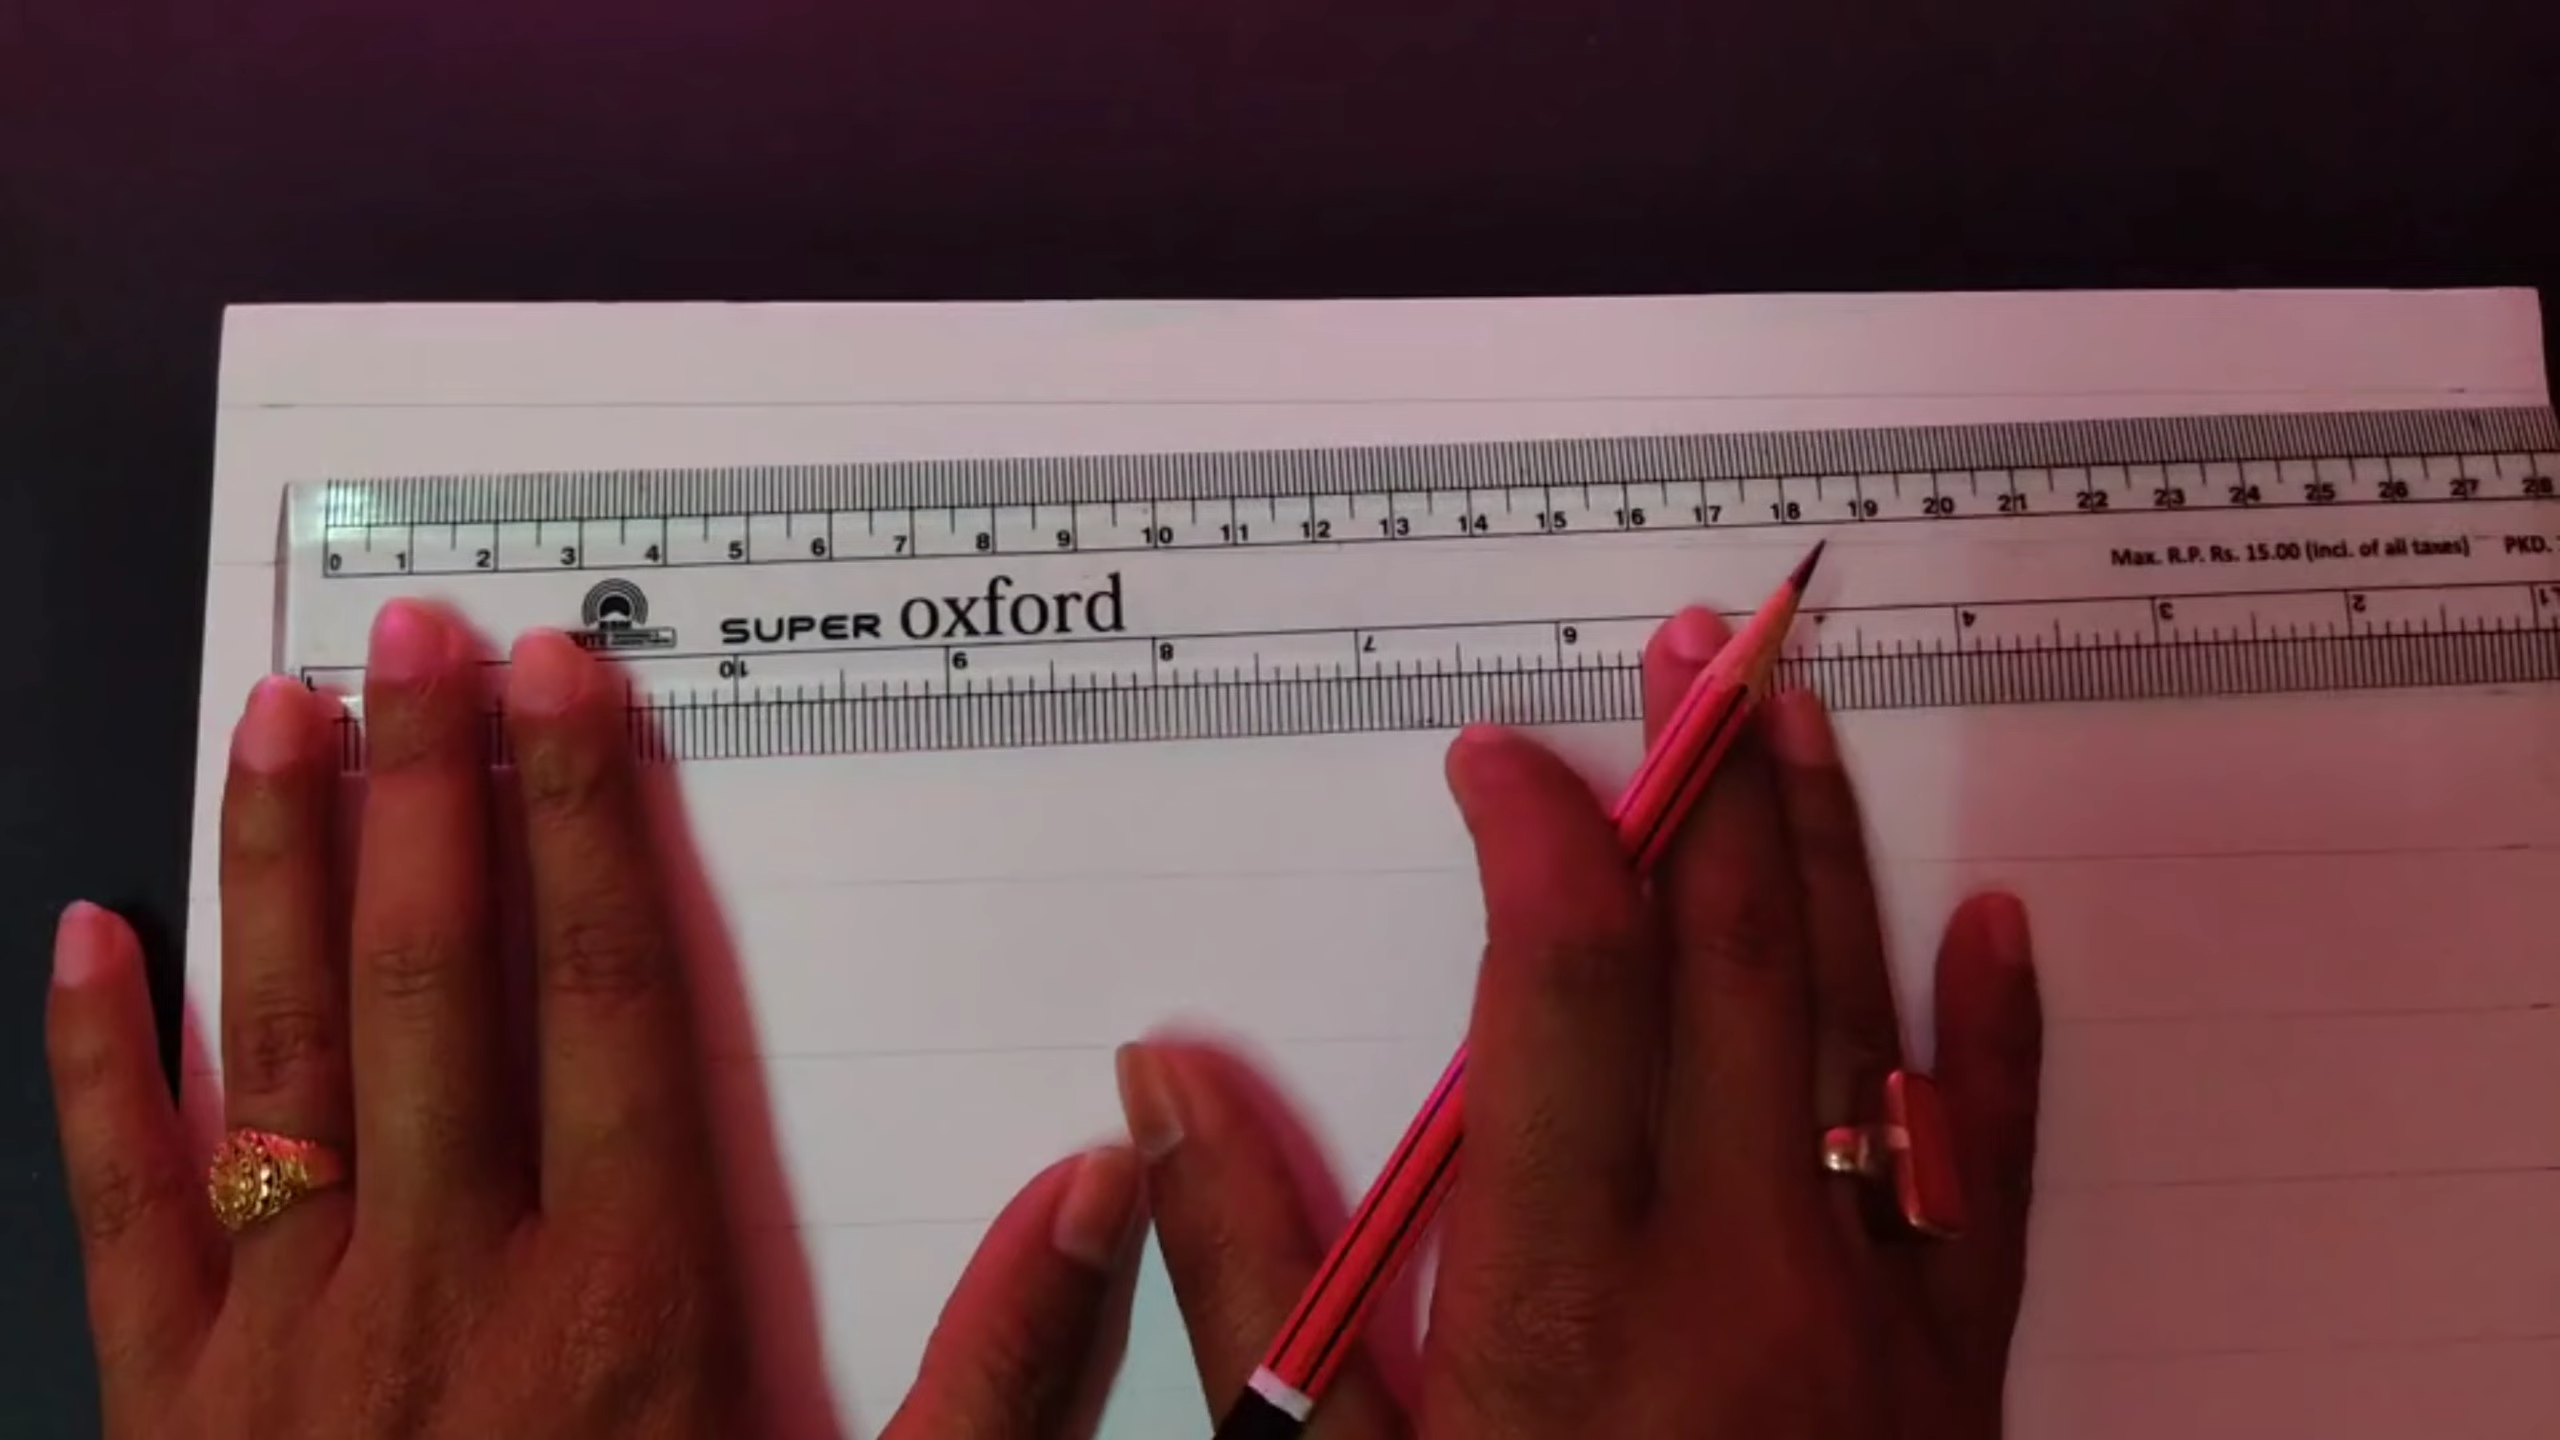 0 1 2 3 4 5 6 7 8 9 10 11 12 13 14 15 16 17 18 19 20 21 22 23 24 25 26 27 28
Max. R.P. Rs. 15.00 (Incl. of all taxes) PKD.
SUPER oxford
10 9 8 7 6 4 3 2